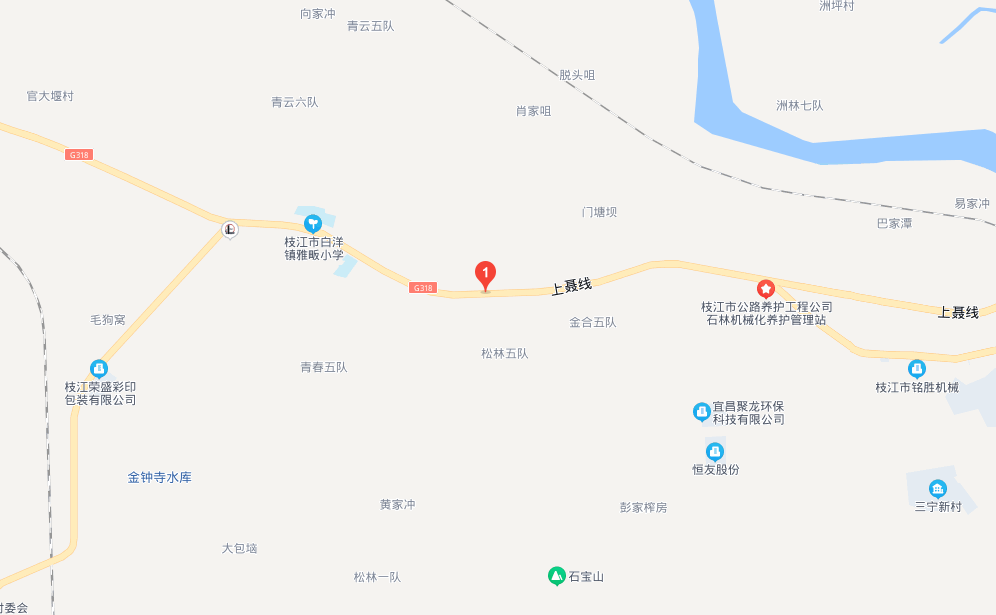 向家冲
洲坪村
青云五队
脱头咀
官大堰村
青云六队
肖家咀
洲林七队
G318
易家冲
门塘坝
巴家潭
上
枝江市白洋
镇雅畈小学
1
G318
上聂线
枝江市公路养护工程公司
石林机械化养护管理站
上聂线
毛狗窝
金合五队
松林五队
青春五队
枝江荣盛彩印
包装有限公司
枝江市铭胜机械
宜昌聚龙环保
科技有限公司
恒友股份
金钟寺水库
三宁新村
黄家冲
彭家榨房
大包垴
松林一队
石宝山
村委会